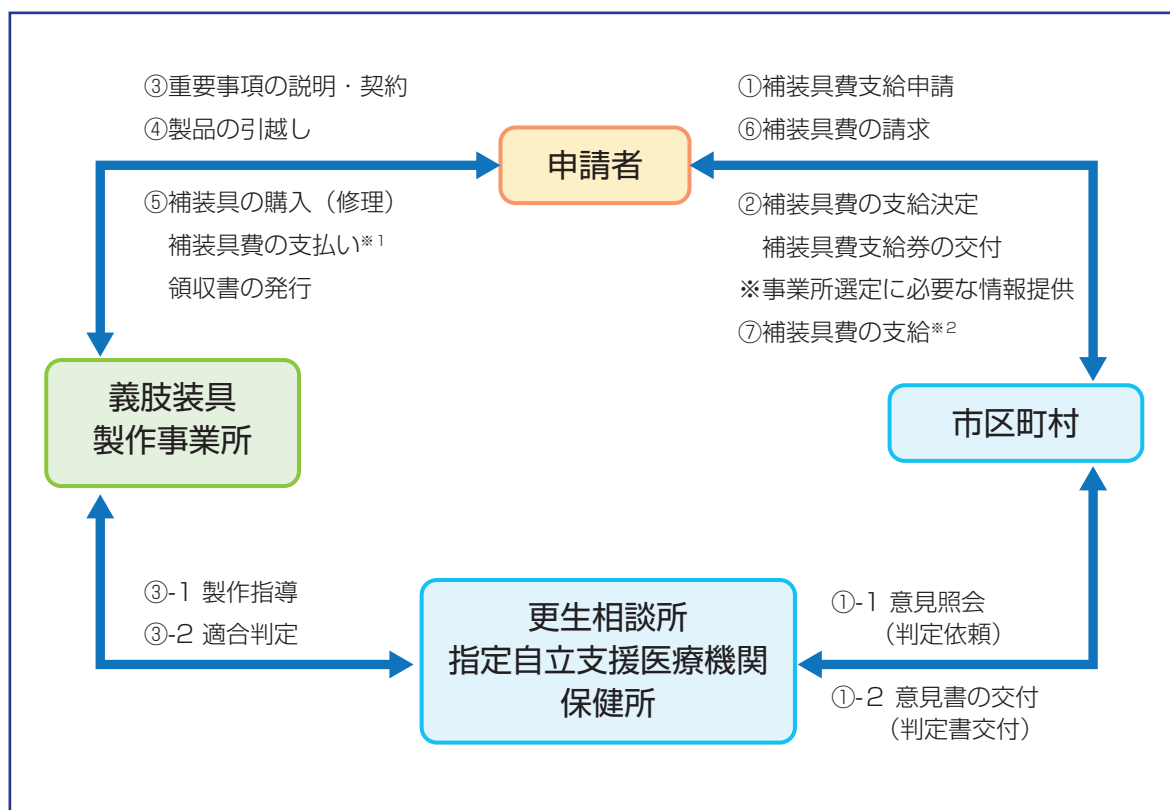 ③重要事項の説明・契約
④製品の引越し
①補装具費支給申請
⑥補装具費の請求
申請者
⑤補装具の購入（修理）
補装具費の支払い※1
領収書の発行
②補装具費の支給決定
補装具費支給券の交付
※事業所選定に必要な情報提供
⑦補装具費の支給※2
義肢装具
製作事業所
市区町村
③-1 製作指導
③-2 適合判定
更生相談所
指定自立支援医療機関
保健所
①-1 意見照会
（判定依頼）
①-2 意見書の交付
（判定書交付）